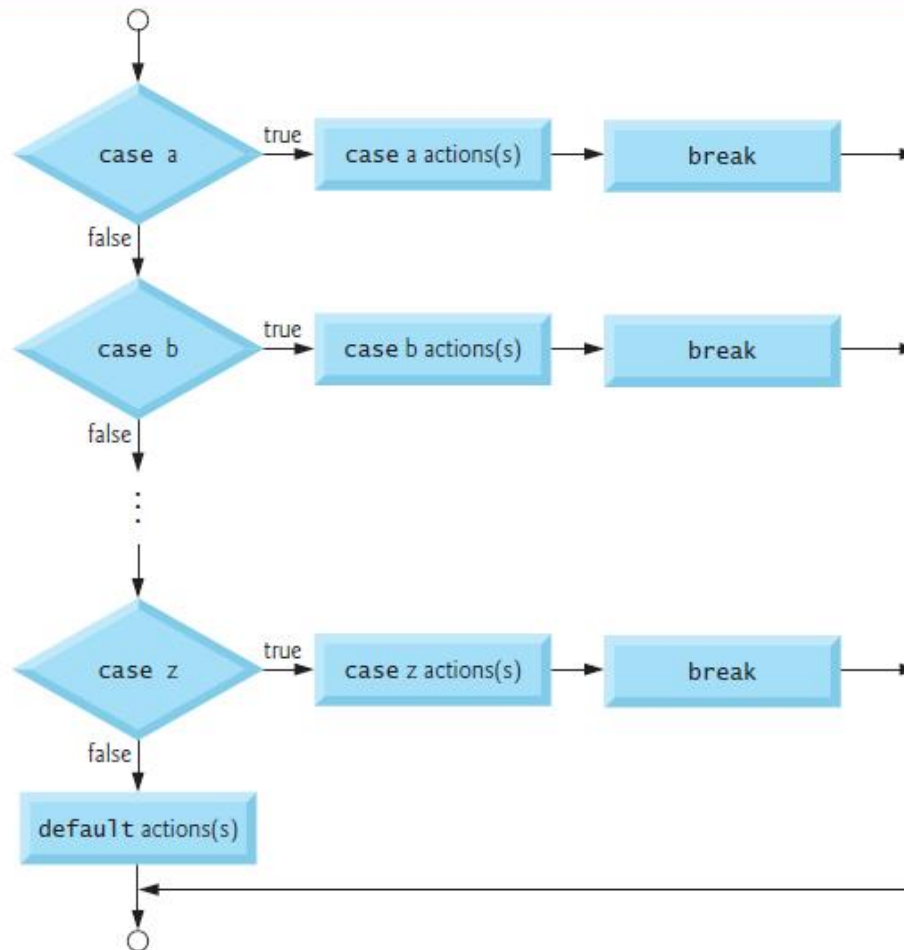 case a
true
case a actions(s)
break
false
case b
true
case b actions(s)
break
false
case z
true
case z actions(s)
break
false
default actions(s)